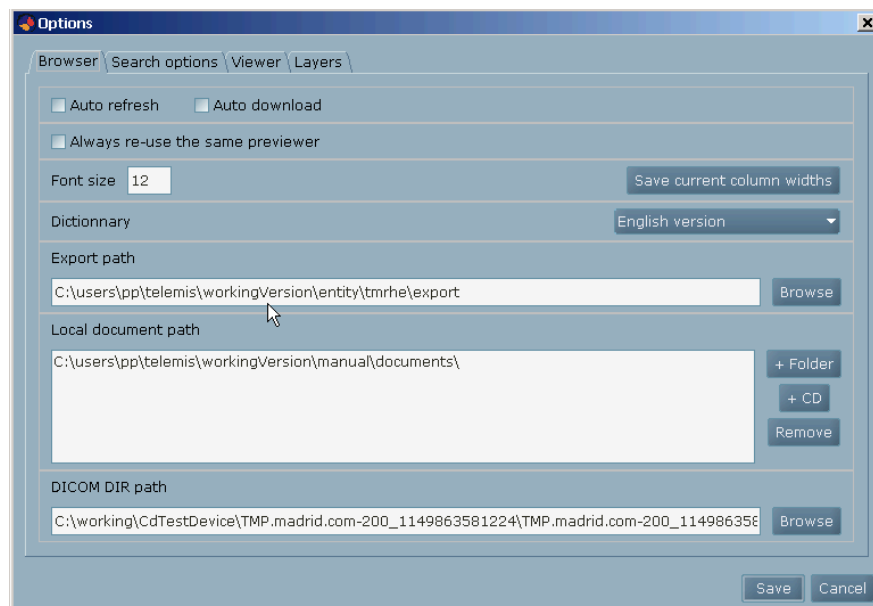 Options
Browser Search options Viewer Layers
Auto refresh Auto download
Always re-use the same previewer
Font size 12 Save current column widths
Dictionnary English version
Export path
C:\users\pp\telemis\workingVersion\entity\tmrhe\export Browse
Local document path
C:\users\pp\telemis\workingVersion\manual\documents\
+ Folder
+ CD
Remove
DICOM DIR path
C:\working\CdTestDevice\TMP.madrid.com-200_1149863581224\TMP.madrid.com-200_114986358 Browse
Save Cancel